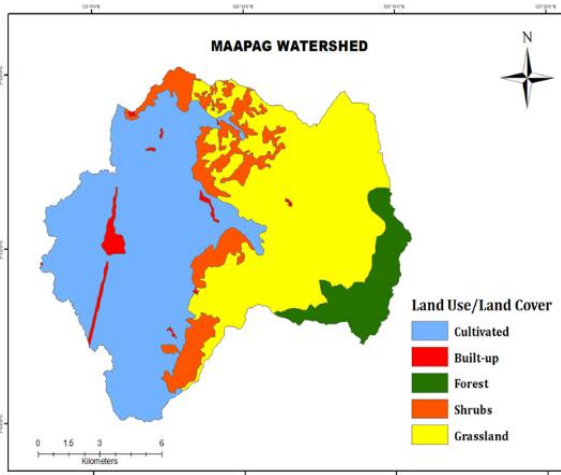 MAAPAG WATERSHED
N
Land Use/Land Cover
Cultivated
Built-up
Forest
Shrubs
Grassland
0 1.5 3 6
Kilometers